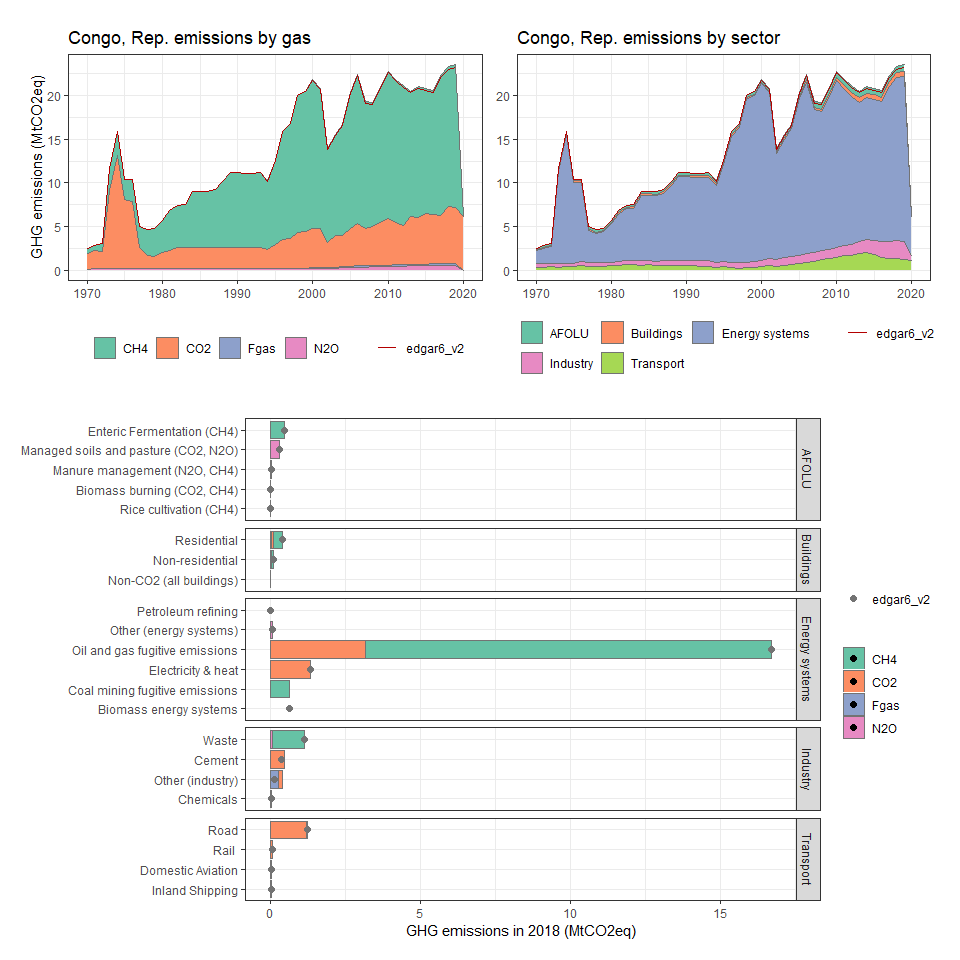 Congo, Rep. emissions by gas
GHG emissions (MtCO2eq)
20
15
10
5
0
1970
1980
1990
2000
2010
2020
CH4
CO2
Fgas
N2O
edgar6_v2
Congo, Rep. emissions by sector
20
15
10
5
0
1970
1980
1990
2000
2010
2020
AFOLU
Buildings
Energy systems
edgar6_v2
Industry
Transport
Enteric Fermentation (CH4)
Managed soils and pasture (CO2, N2O)
Manure management (N2O, CH4)
Biomass burning (CO2, CH4)
Rice cultivation (CH4)
AFOLU
Residential
Non-residential
Non-CO2 (all buildings)
Buildings
Petroleum refining
Other (energy systems)
Oil and gas fugitive emissions
Electricity & heat
Coal mining fugitive emissions
Biomass energy systems
Energy systems
Waste
Cement
Other (industry)
Chemicals
Industry
Road
Rail
Domestic Aviation
Inland Shipping
Transport
0
5
10
15
GHG emissions in 2018 (MtCO2eq)
edgar6_v2
CH4
CO2
Fgas
N2O